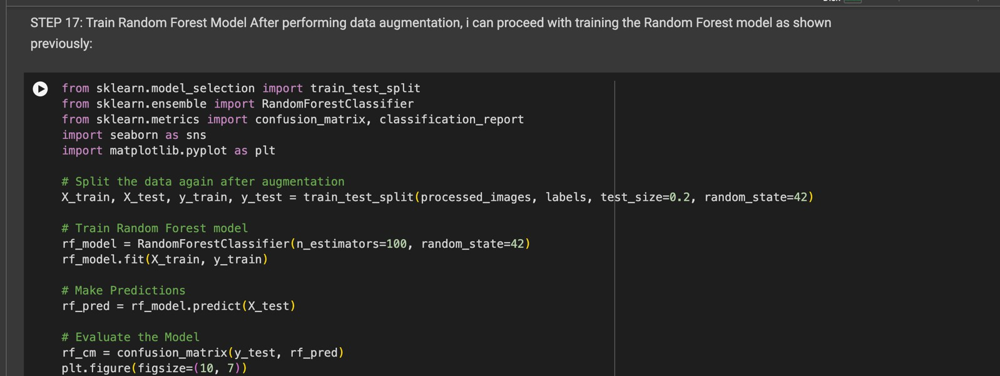 STEP 17: Train Random Forest Model After performing data augmentation, i can proceed with training the Random Forest model as shown
previously:
from sklearn.model_selection import train_test_split
from sklearn.ensemble import RandomForestClassifier
from sklearn.metrics import confusion_matrix, classification_report
import seaborn as sns
import matplotlib.pyplot as plt
# Split the data again after augmentation
X_train, X_test, y_train, y_test = train_test_split(processed_images, labels, test_size=0.2, random_state=42)
# Train Random Forest model
rf_model = RandomForestClassifier(n_estimators=100, random_state=42)
rf_model.fit(X_train, y_train)
# Make Predictions
rf_pred = rf_model.predict(X_test)
# Evaluate the Model
rf_cm = confusion_matrix(y_test, rf_pred)
plt.figure(figsize=(10, 7))